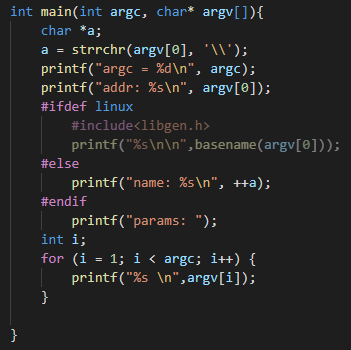 int main(int argc, char* argv[]){
    char *a;
    a = strrchr(argv[0], '\\');
    printf("argc = %d\n", argc);
    printf("addr: %s\n", argv[0]);
    #ifdef linux
        #include<libgen.h>
        printf("%s\n\n",basename(argv[0]));
    #else
        printf("name: %s\n", ++a);
    #endif
        printf("params: ");
    int i;
    for (i = 1; i < argc; i++) {
        printf("%s \n",argv[i]);
    }
}